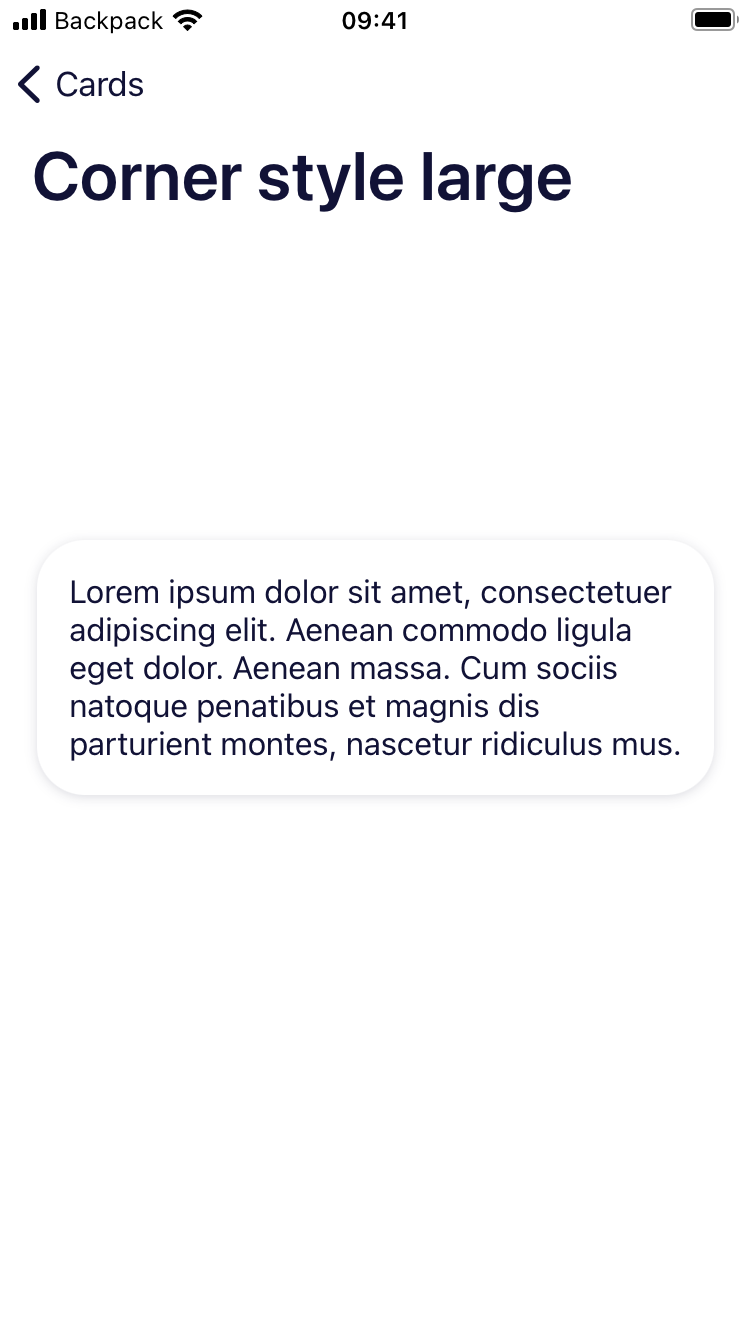 Backpack 09:41
Cards
Corner style large
Lorem ipsum dolor sit amet, consectetuer
adipiscing elit. Aenean commodo ligula
eget dolor. Aenean massa. Cum sociis
natoque penatibus et magnis dis
parturient montes, nascetur ridiculus mus.